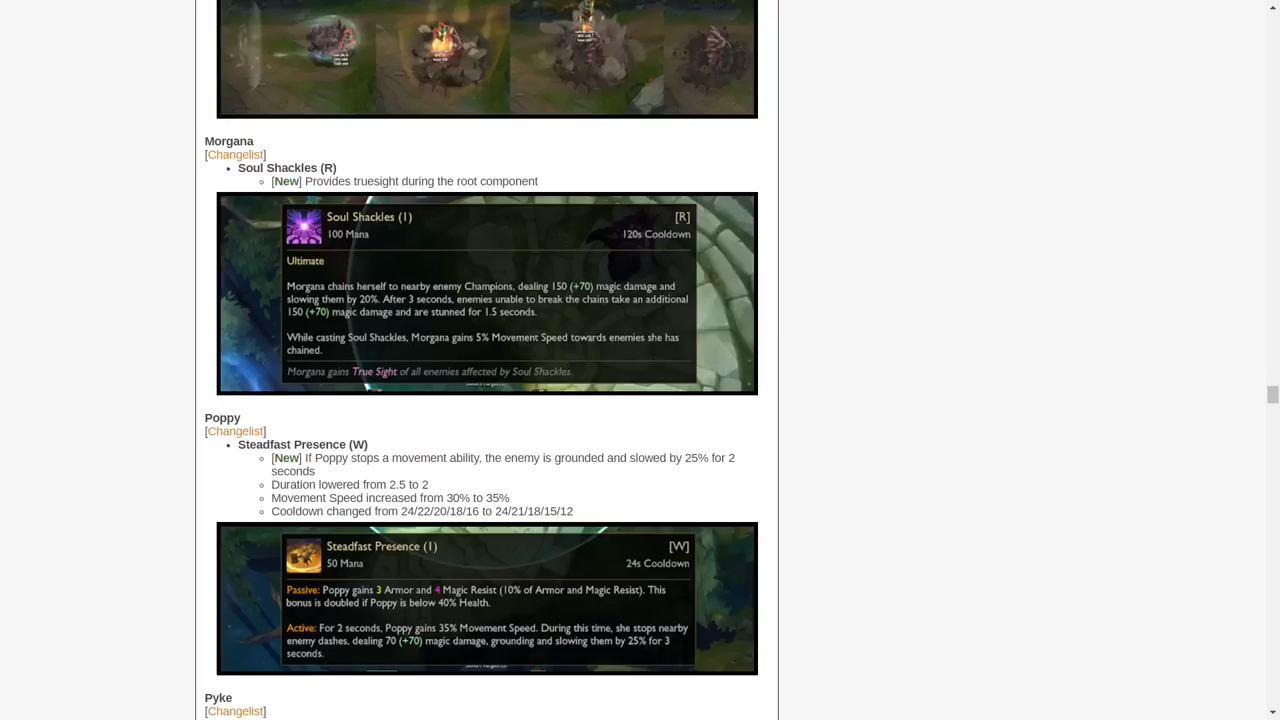 Morgana
[Changelist]
• Soul Shackles (R)
◦ [New] Provides truesight during the root component
Soul Shackles (1) [R]
100 Mana 120s Cooldown
Ultimate
Morgana chains herself to nearby enemy Champions, dealing 150 (+70) magic damage and
slowing them by 20%. After 3 seconds, enemies unable to break the chains take an additional
150 (+70) magic damage and are stunned for 1.5 seconds.
While casting Soul Shackles, Morgana gains 5% Movement Speed towards enemies she has
chained.
Morgana gains True Sight of all enemies affected by Soul Shackles.
Poppy
[Changelist]
• Steadfast Presence (W)
◦ [New] If Poppy stops a movement ability, the enemy is grounded and slowed by 25% for 2
seconds
◦ Duration lowered from 2.5 to 2
◦ Movement Speed increased from 30% to 35%
◦ Cooldown changed from 24/22/20/18/16 to 24/21/18/15/12
Steadfast Presence (1) [W]
50 Mana 24s Cooldown
Passive: Poppy gains 3 Armor and 4 Magic Resist (10% of Armor and Magic Resist). This
bonus is doubled if Poppy is below 40% Health.
Active: For 2 seconds, Poppy gains 35% Movement Speed. During this time, she stops nearby
enemy dashes, dealing 70 (+70) magic damage, grounding and slowing them by 25% for 3
seconds.
Pyke
[Changelist]